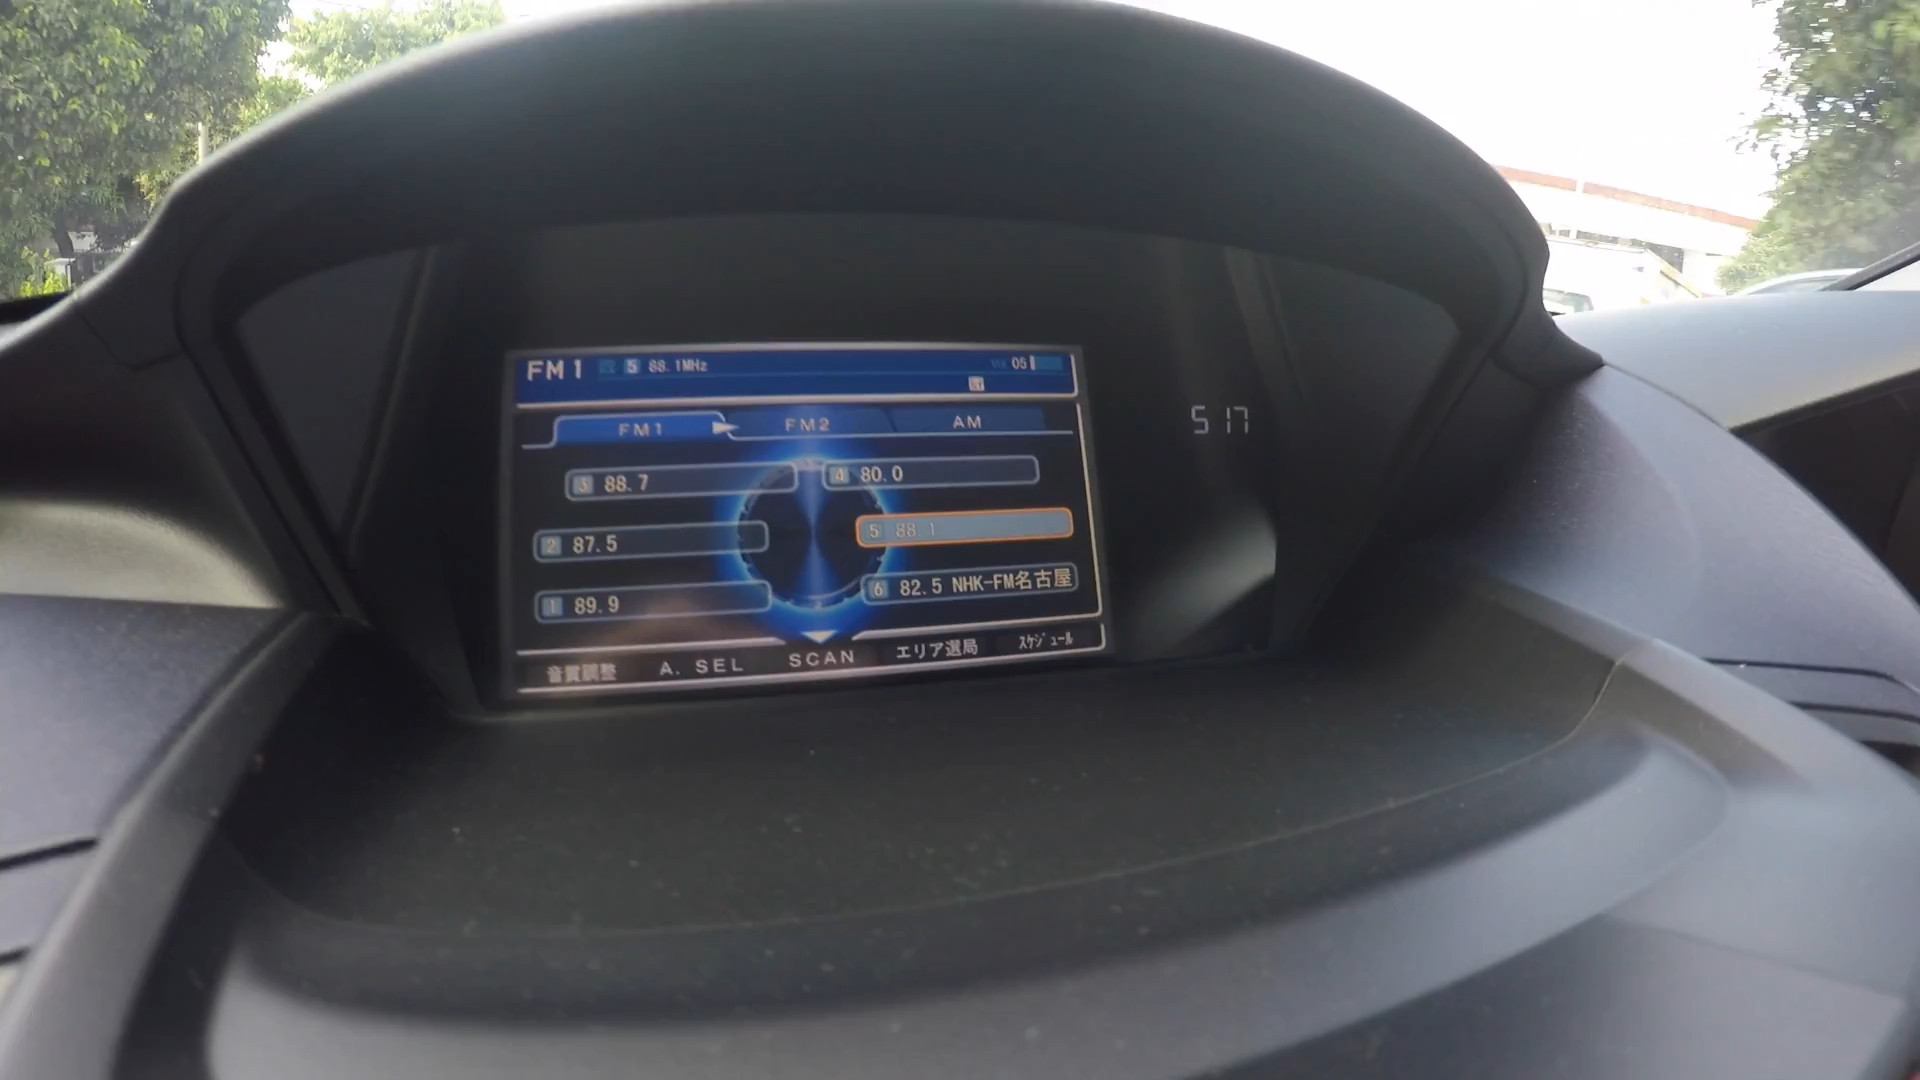 FM1 5 88.1MHz 05
ST
FM1 FM2 AM
3 88.7 4 80.0
2 87.5 5 88.1
1 89.9 6 82.5 NHK-FM名古屋
音質調整 A. SEL SCAN エリア選局 スケジュール
5 17